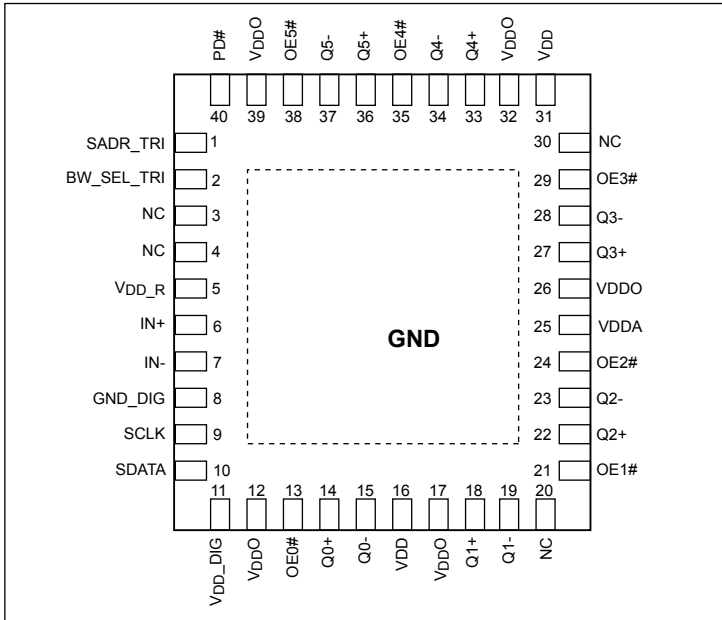 PD#
VDDO
OE5#
Q5-
Q5+
OE4#
Q4-
Q4+
VDDO
VDD
40 39 38 37 36 35 34 33 32 31
SADR_TRI 1
BW_SEL_TRI 2
NC 3
NC 4
VDD_R 5
IN+ 6
IN- 7
GND_DIG 8
SCLK 9
SDATA 10
GND
30 NC
29 OE3#
28 Q3-
27 Q3+
26 VDDO
25 VDDA
24 OE2#
23 Q2-
22 Q2+
21 OE1#
11 12 13 14 15 16 17 18 19 20
VDD_DIG
VDDO
OE0#
Q0+
Q0-
VDD
VDDO
Q1+
Q1-
NC